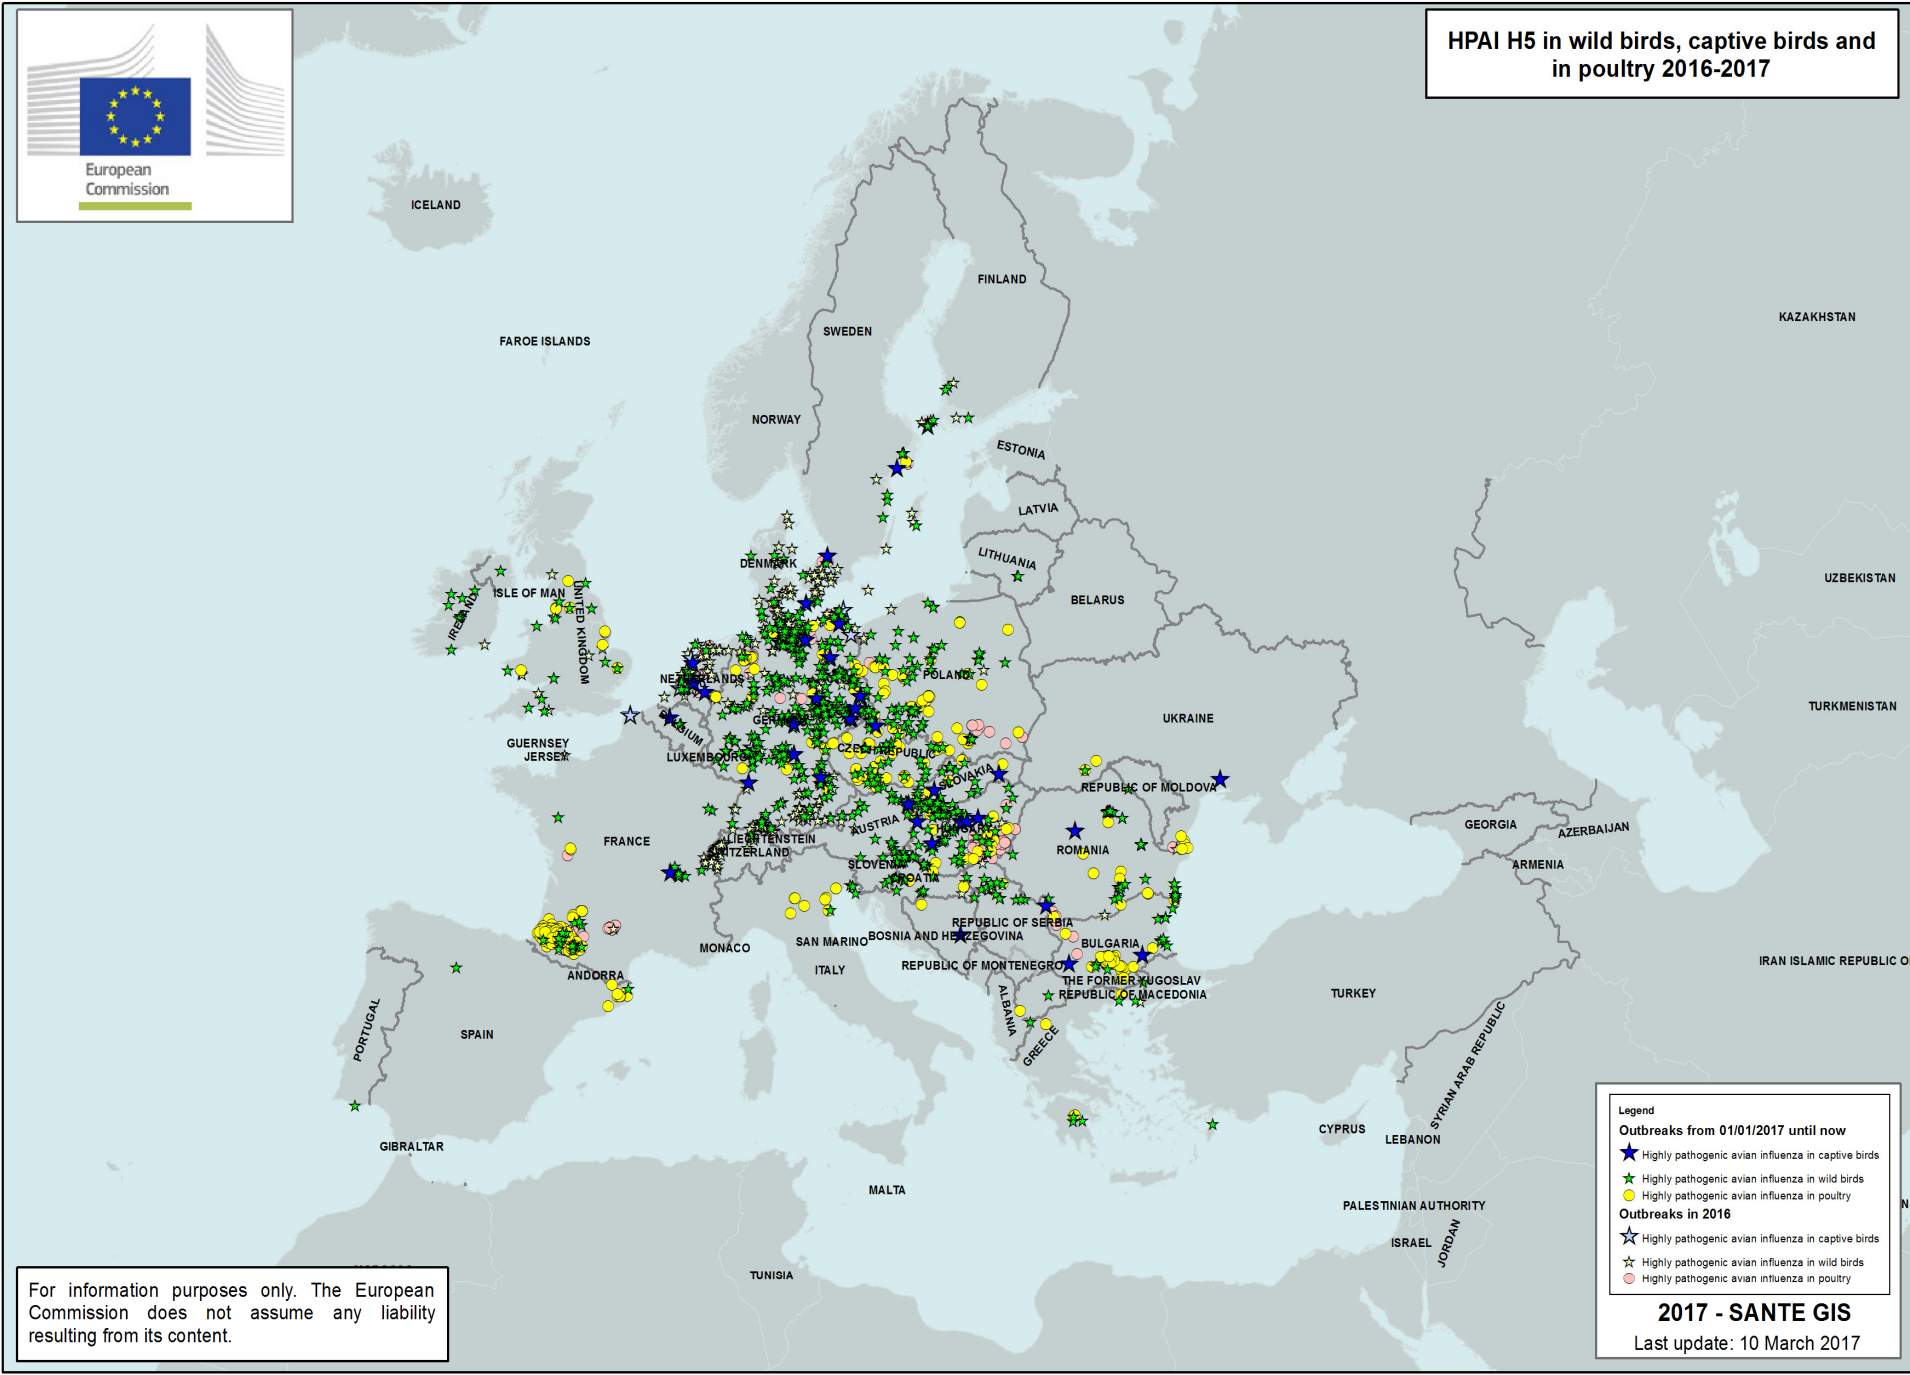 HPAI H5 in wild birds, captive birds and
in poultry 2016-2017
European
Commission
ICELAND
FINLAND
KAZAKHSTAN
SWEDEN
FAROE ISLANDS
NORWAY
ESTONIA
LATVIA
LITHUANIA
DENMARK
UZBEKISTAN
ISLE OF MAN
BELARUS
IRELAND
UNITED KINGDOM
NETHERLANDS
POLAND
TURKMENISTAN
GERMANY
UKRAINE
BELGIUM
GUERNSEY
JERSEY
CZECH REPUBLIC
LUXEMBOURG
SLOVAKIA
REPUBLIC OF MOLDOVA
AUSTRIA
HUNGARY
GEORGIA
AZERBAIJAN
FRANCE
LIECHTENSTEIN
SWITZERLAND
ROMANIA
SLOVENIA
ARMENIA
CROATIA
REPUBLIC OF SERBIA
BOSNIA AND HERZEGOVINA
SAN MARINO
MONACO
BULGARIA
ITALY
REPUBLIC OF MONTENEGRO
IRAN ISLAMIC REPUBLIC O
ANDORRA
THE FORMER YUGOSLAV
REPUBLIC OF MACEDONIA
TURKEY
ALBANIA
PORTUGAL
SPAIN
GREECE
SYRIAN ARAB REPUBLIC
CYPRUS
LEBANON
GIBRALTAR
MALTA
PALESTINIAN AUTHORITY
ISRAEL
JORDAN
TUNISIA
Legend
Outbreaks from 01/01/2017 until now
Highly pathogenic avian influenza in captive birds
Highly pathogenic avian influenza in wild birds
Highly pathogenic avian influenza in poultry
Outbreaks in 2016
Highly pathogenic avian influenza in captive birds
Highly pathogenic avian influenza in wild birds
Highly pathogenic avian influenza in poultry
2017 - SANTE GIS
Last update: 10 March 2017
For information purposes only. The European
Commission does not assume any liability
resulting from its content.